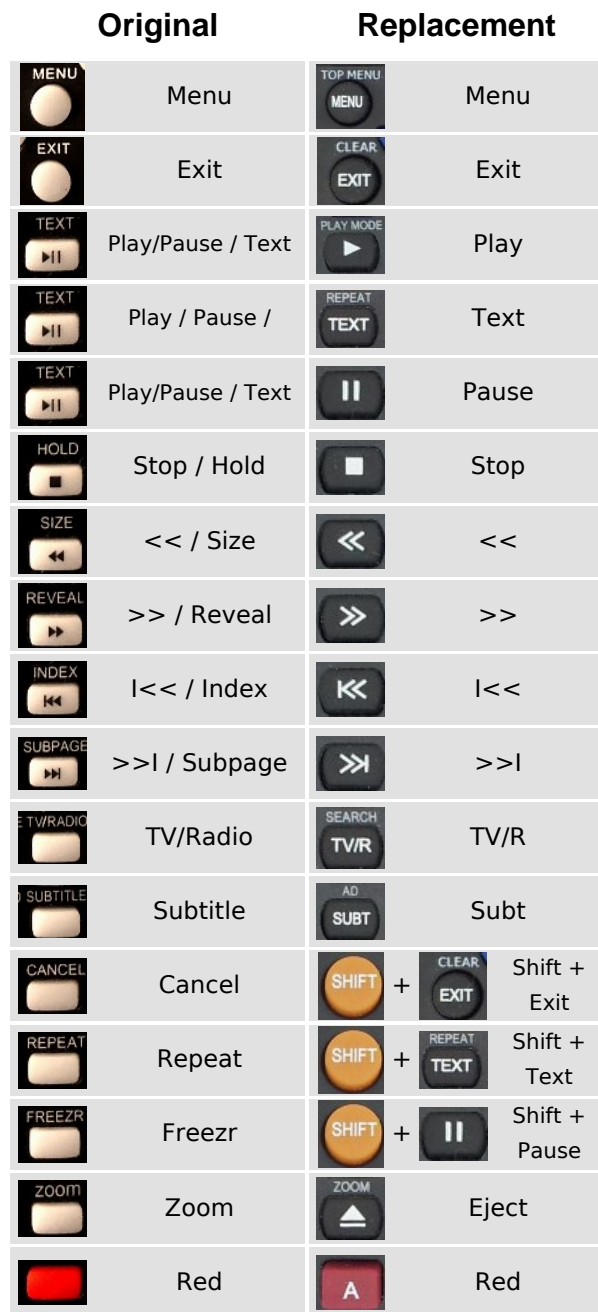 Original Replacement
MENU Menu TOP MENU MENU Menu
EXIT Exit CLEAR EXIT Exit
TEXT Play/Pause / Text PLAY MODE Play
TEXT Play / Pause / REPEAT TEXT Text
TEXT Play/Pause / Text Pause
HOLD Stop / Hold Stop
SIZE << / Size <<
REVEAL >> / Reveal >>
INDEX I<< / Index I<<
SUBPAGE >>I / Subpage >>I
E TV/RADIO TV/Radio SEARCH TV/R TV/R
SUBTITLE Subtitle AD SUBT Subt
CANCEL Cancel SHIFT + CLEAR EXIT Shift +
Exit
REPEAT Repeat SHIFT + REPEAT TEXT Shift +
Text
FREEZR Freezr SHIFT + Shift +
Pause
ZOOM Zoom ZOOM Eject
Red A Red